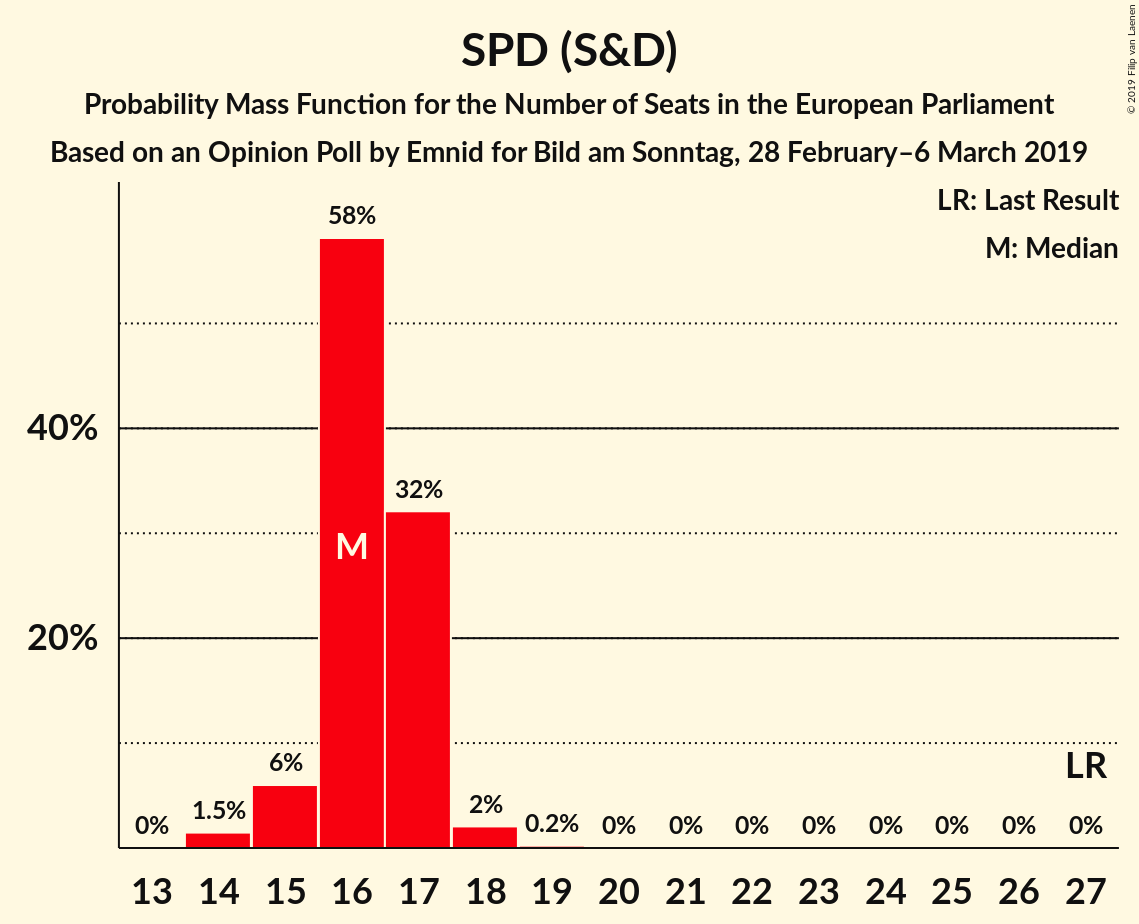 SPD (S&D)
Probability Mass Function for the Number of Seats in the European Parliament
Based on an Opinion Poll by Emnid for Bild am Sonntag, 28 February–6 March 2019
© 2019 Filip van Laenen
LR: Last Result
M: Median
40%
20%
0% 1.5% 6% 58% 32% 2% 0.2% 0% 0% 0% 0% 0% 0% 0% 0%
M
LR
13 14 15 16 17 18 19 20 21 22 23 24 25 26 27